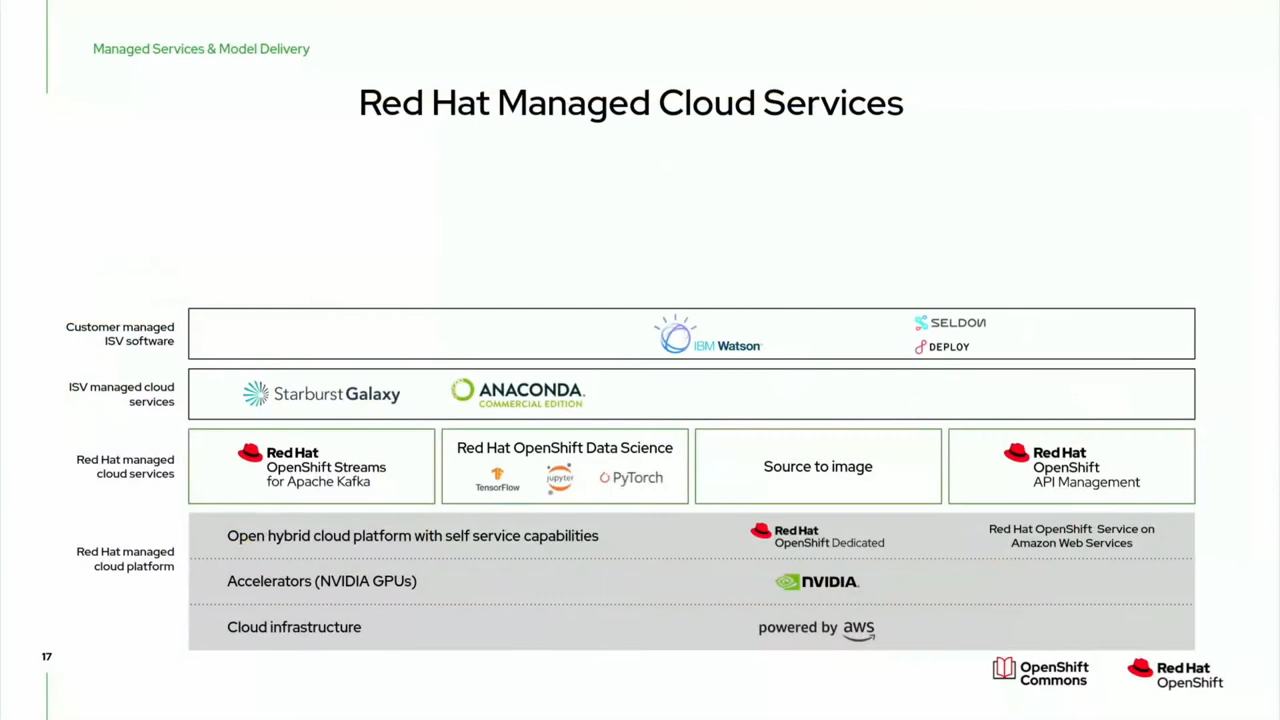 Managed Services & Model Delivery
Red Hat Managed Cloud Services
Customer managed
ISV software
IBM Watson
SELDON
DEPLOY
ISV managed cloud
services
Starburst Galaxy
ANACONDA.
COMMERCIAL EDITION
Red Hat managed
cloud services
Red Hat
OpenShift Streams
for Apache Kafka
Red Hat OpenShift Data Science
TensorFlow
jupyter
PyTorch
Source to image
Red Hat
OpenShift
API Management
Red Hat managed
cloud platform
Open hybrid cloud platform with self service capabilities
Red Hat
OpenShift Dedicated
Red Hat OpenShift Service on
Amazon Web Services
Accelerators (NVIDIA GPUs)
NVIDIA.
Cloud infrastructure
powered by aws
17
OpenShift
Commons
Red Hat
OpenShift